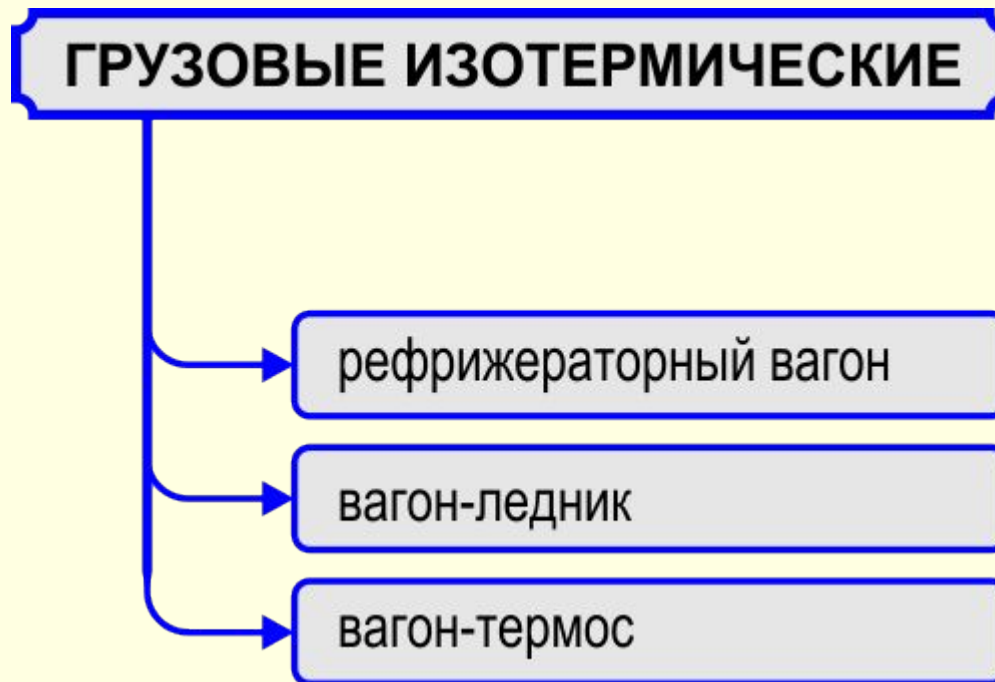 ГРУЗОВЫЕ ИЗОТЕРМИЧЕСКИЕ
рефрижераторный вагон
вагон-ледник
вагон-термос